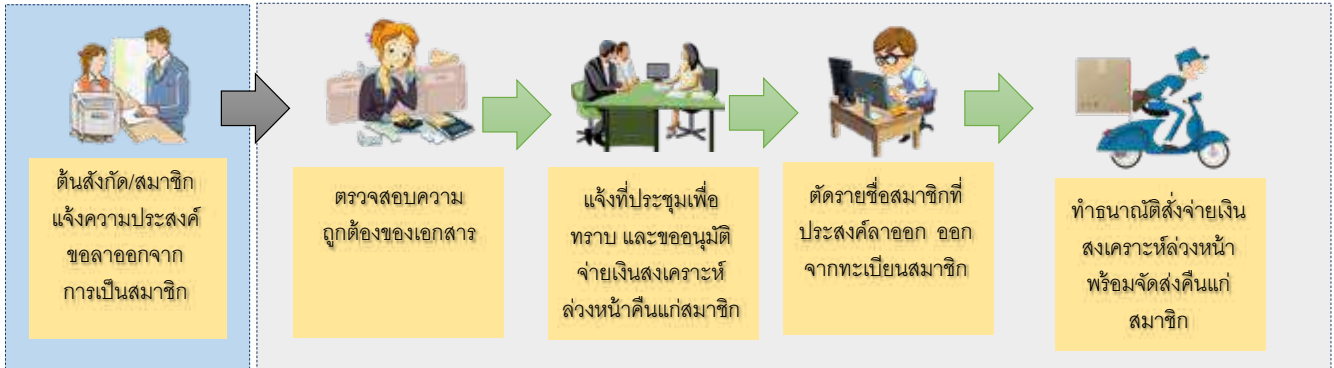 ต้นสังกัด/สมาชิก
แจ้งความประสงค์
ขอลาออกจาก
การเป็นสมาชิก
ตรวจสอบความ
ถูกต้องของเอกสาร
แจ้งที่ประชุมเพื่อ
ทราบ และขออนุมัติ
จ่ายเงินสงเคราะห์
ล่วงหน้าคืนแก่สมาชิก
ตัดรายชื่อสมาชิกที่
ประสงค์ลาออก ออก
จากทะเบียนสมาชิก
ทำธนาณัติสั่งจ่ายเงิน
สงเคราะห์ล่วงหน้า
พร้อมจัดส่งคืนแก่
สมาชิก